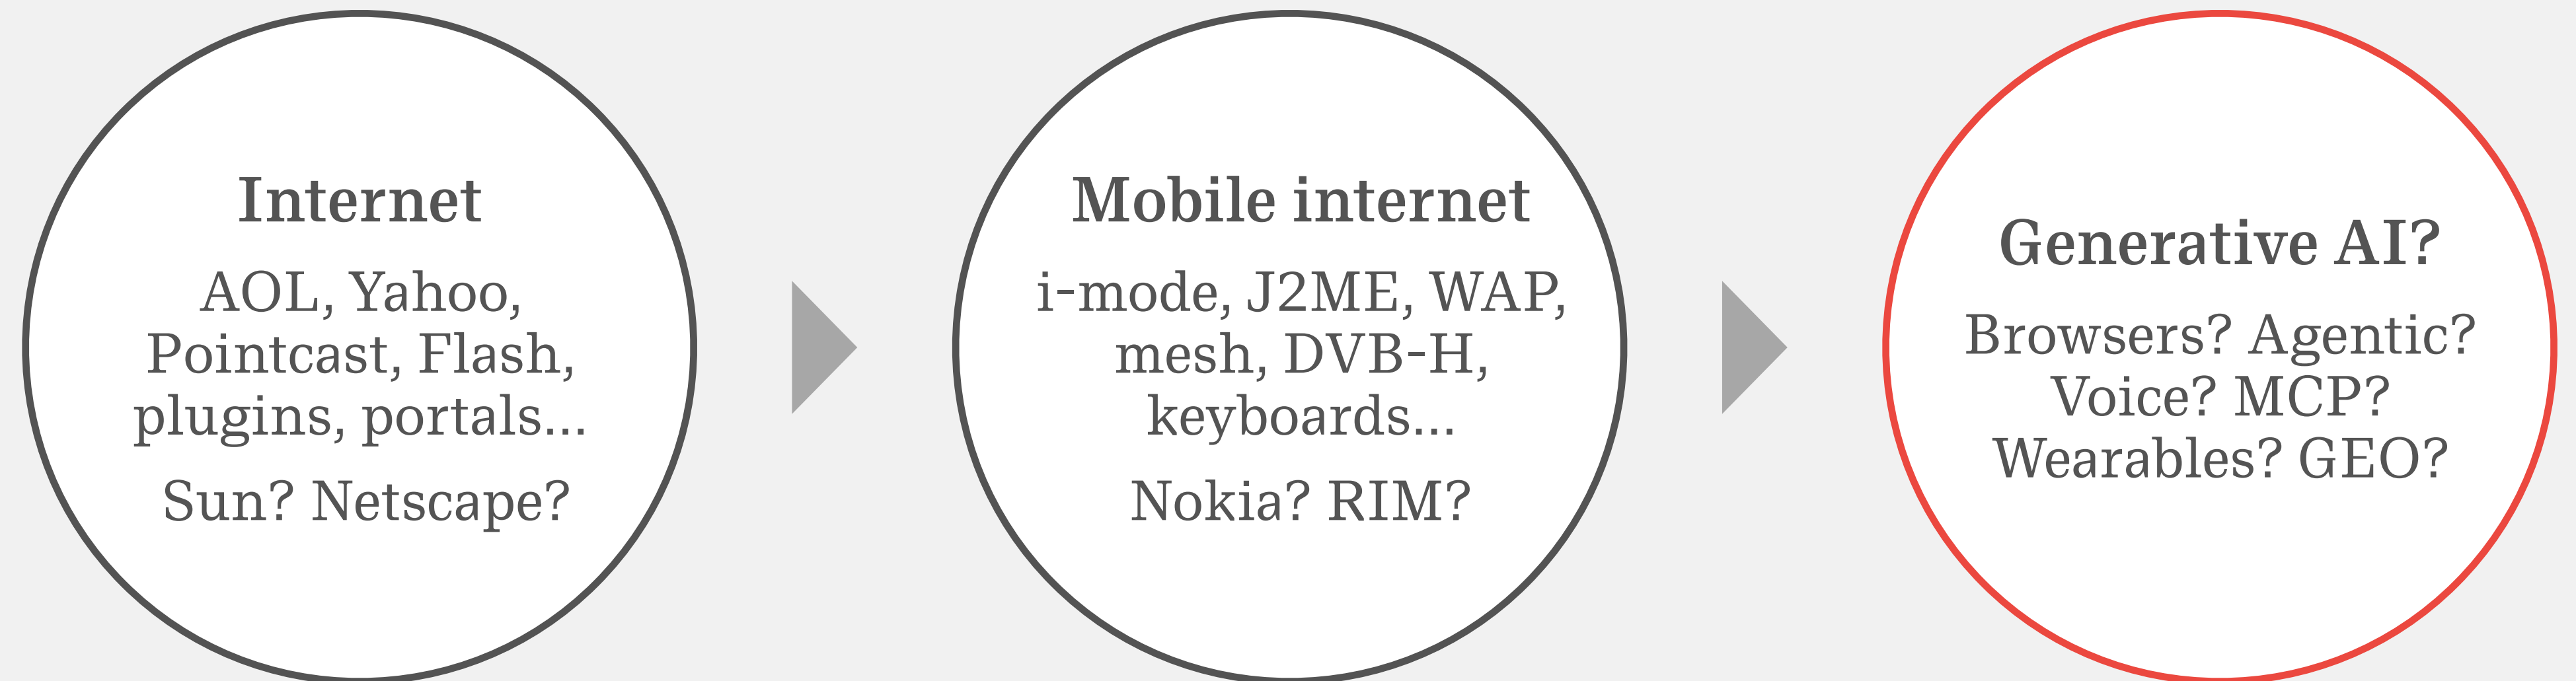 Internet
AOL, Yahoo,
Pointcast, Flash,
plugins, portals...
Sun? Netscape?
Mobile internet
i-mode, J2ME, WAP,
mesh, DVB-H,
keyboards...
Nokia? RIM?
Generative AI?
Browsers? Agentic?
Voice? MCP?
Wearables? GEO?